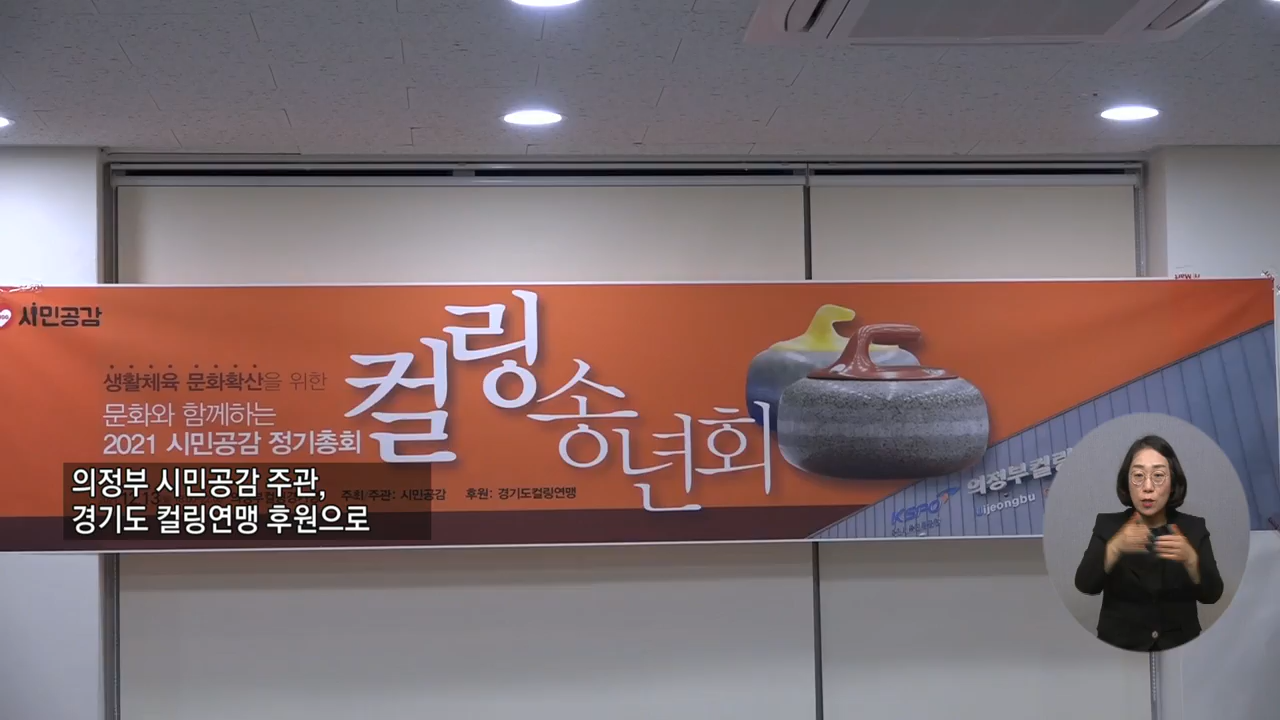 시민공감
생활체육 문화확산을 위한
문화와 함께하는
2021 시민공감 정기총회
컬링송년회
주최/주관: 시민공감 후원: 경기도컬링연맹
의정부컬링
KSPO
Uijeongbu
의정부 시민공감 주관,
경기도 컬링연맹 후원으로